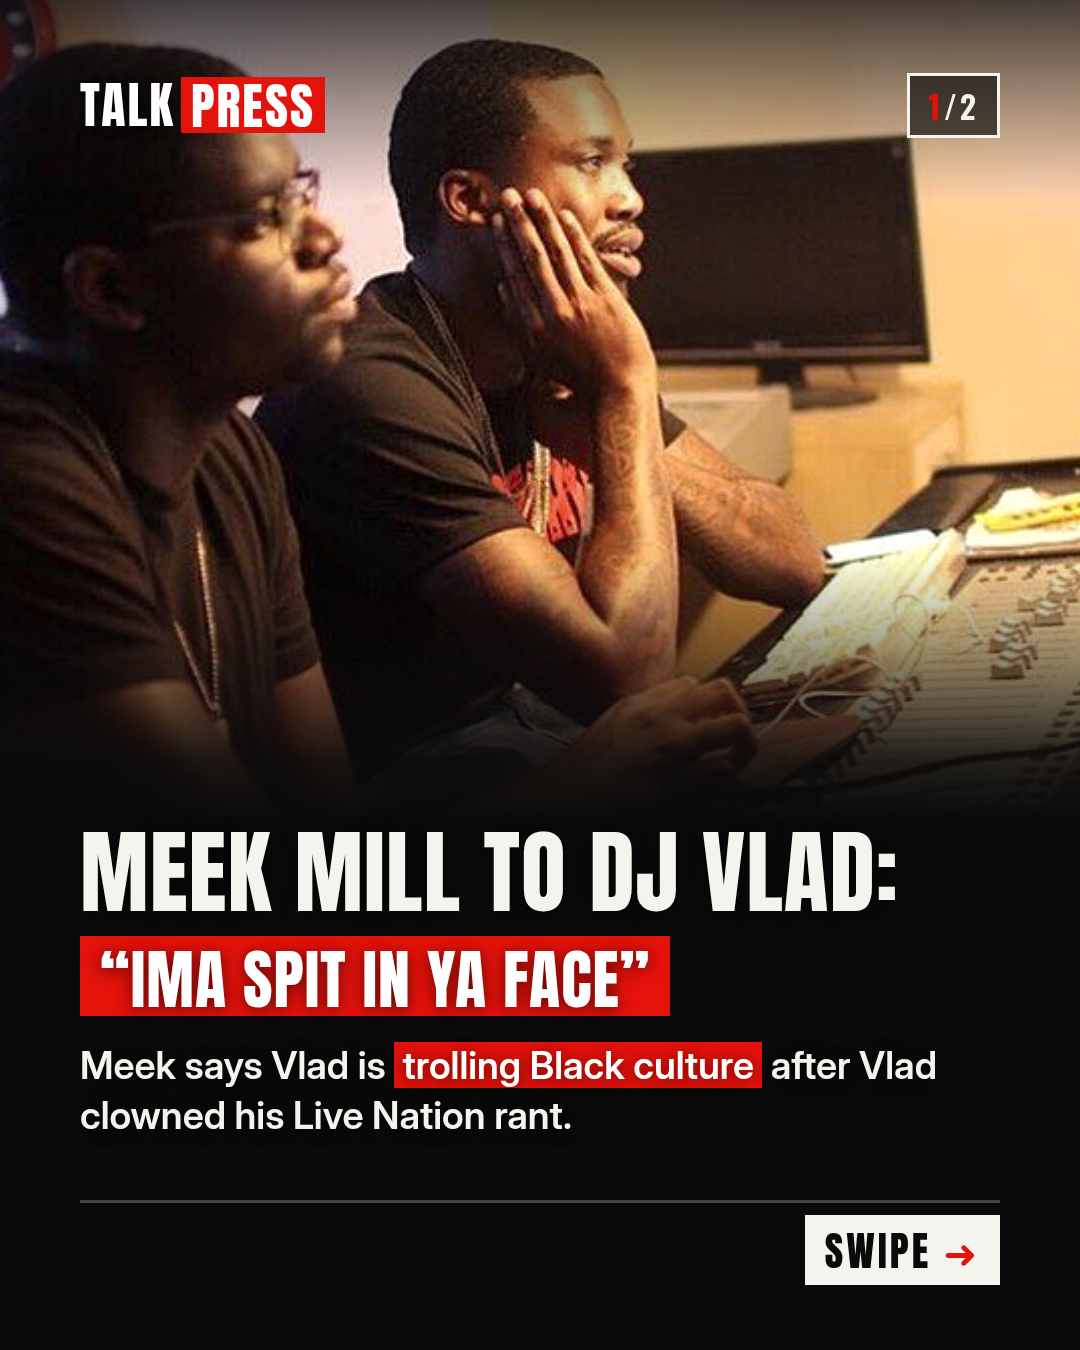 TALK PRESS
1/2
MEEK MILL TO DJ VLAD:
“IMA SPIT IN YA FACE”
Meek says Vlad is trolling Black culture after Vlad
clowned his Live Nation rant.
SWIPE →